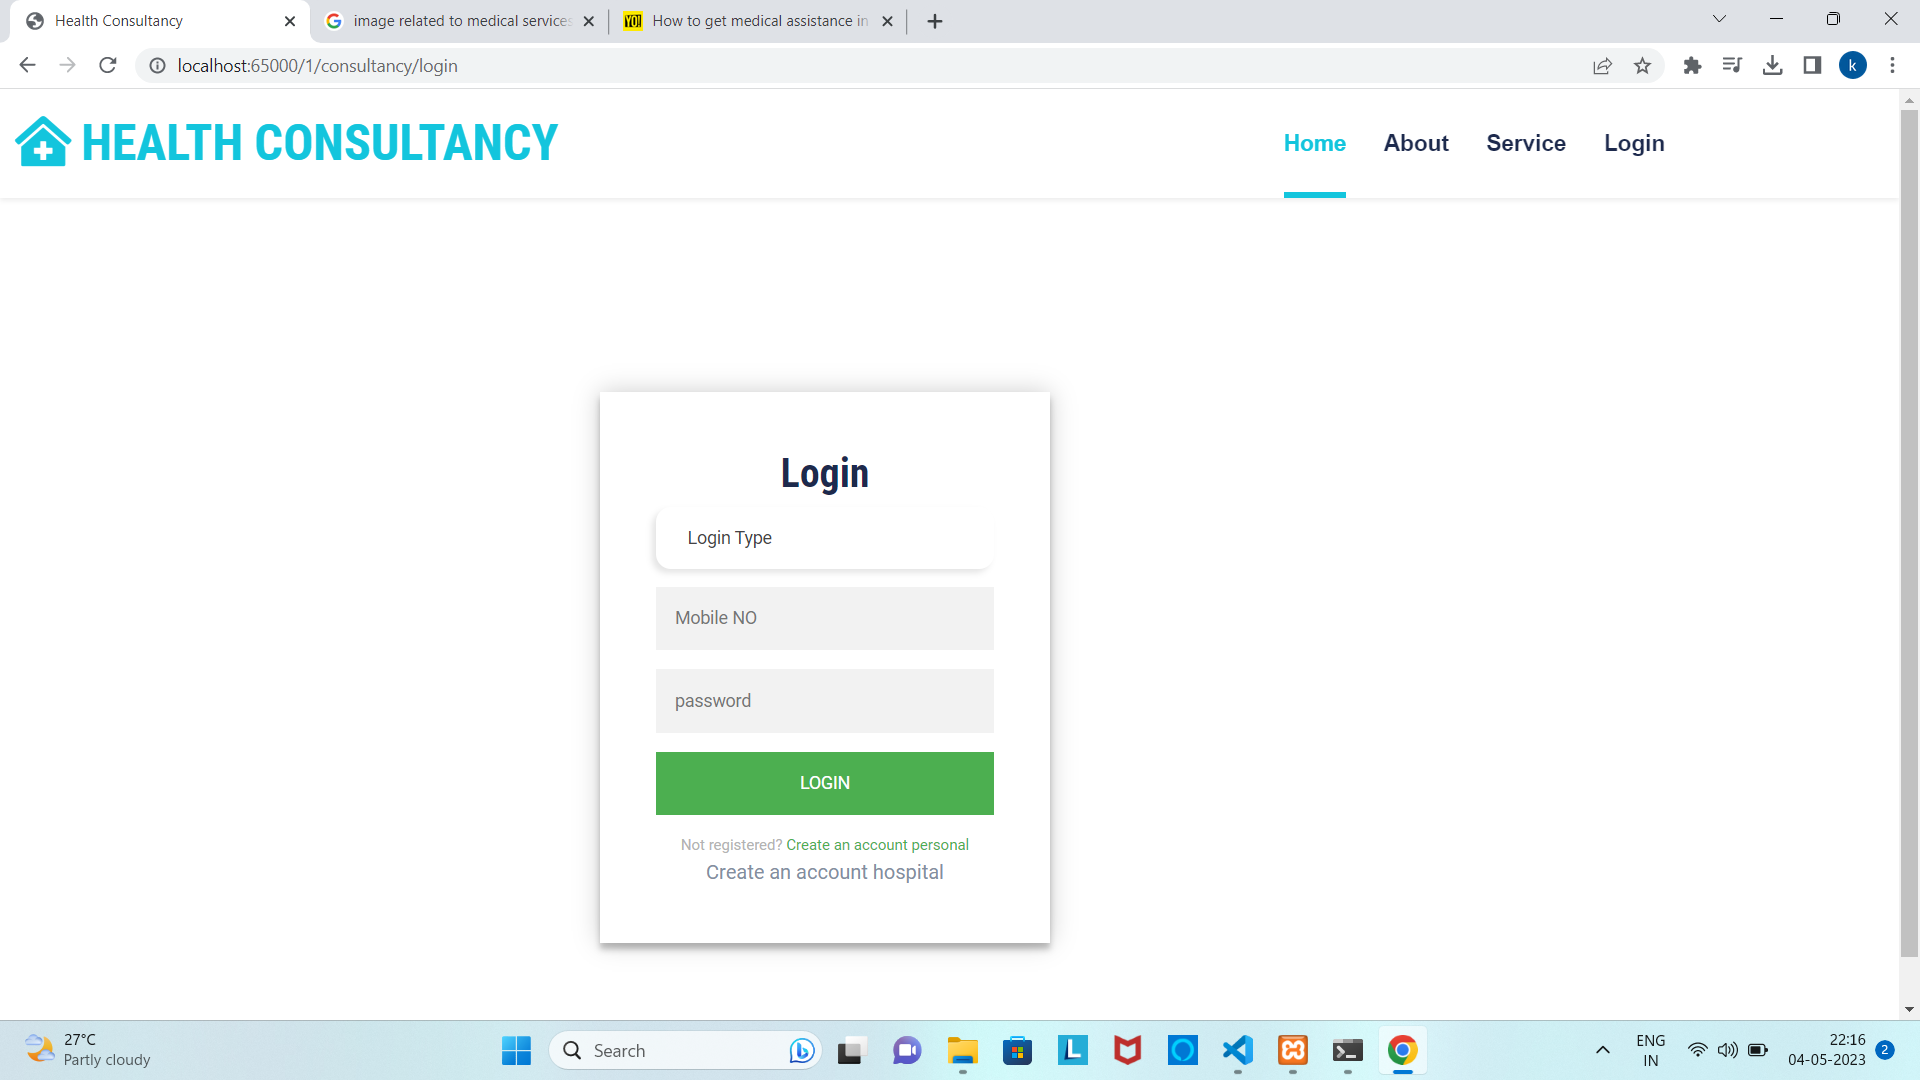 Health Consultancy
image related to medical services
How to get medical assistance in
localhost:65000/1/consultancy/login
k
HEALTH CONSULTANCY
Home About Service Login
Login
Login Type
Mobile NO
password
LOGIN
Not registered? Create an account personal
Create an account hospital
27°C
Partly cloudy
Search
ENG
IN
22:16
04-05-2023
2